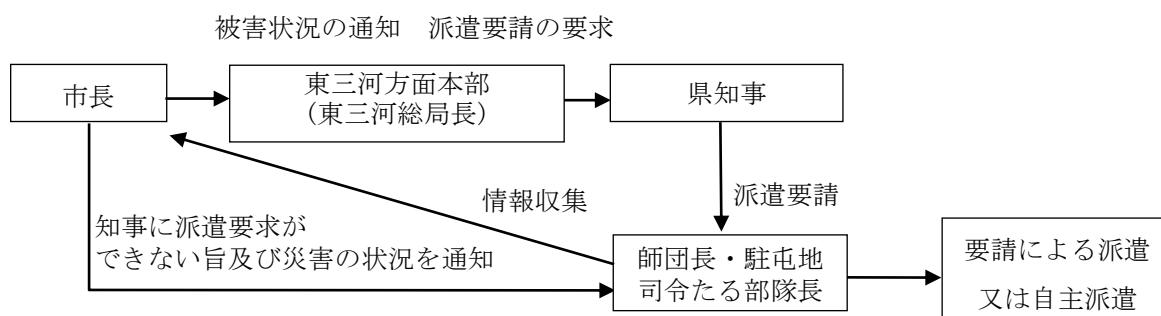 被害状況の通知　派遣要請の要求
市長
東三河方面本部
（東三河総局長）
県知事
情報収集
派遣要請
知事に派遣要求が
できない旨及び災害の状況を通知
師団長・駐屯地
司令たる部隊長
要請による派遣
又は自主派遣